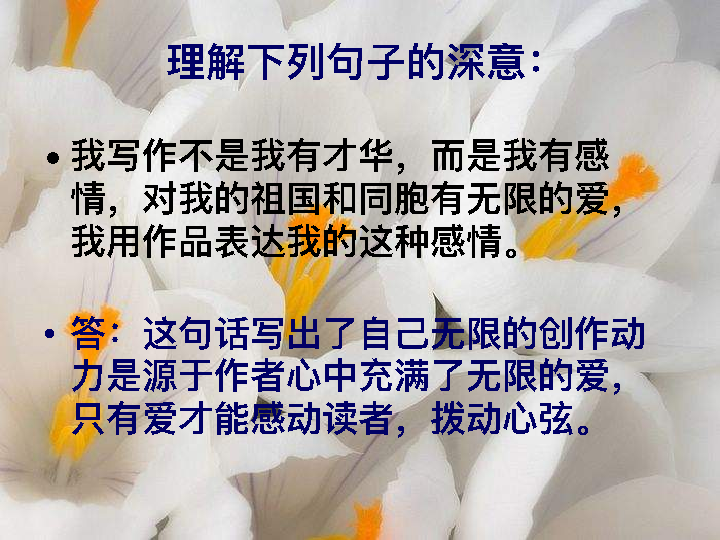 理解下列句子的深意：
•我写作不是我有才华，而是我有感
情，对我的祖国和同胞有无限的爱，
我用作品表达我的这种感情。
•答：这句话写出了自己无限的创作动
力是源于作者心中充满了无限的爱，
只有爱才能感动读者，拨动心弦。